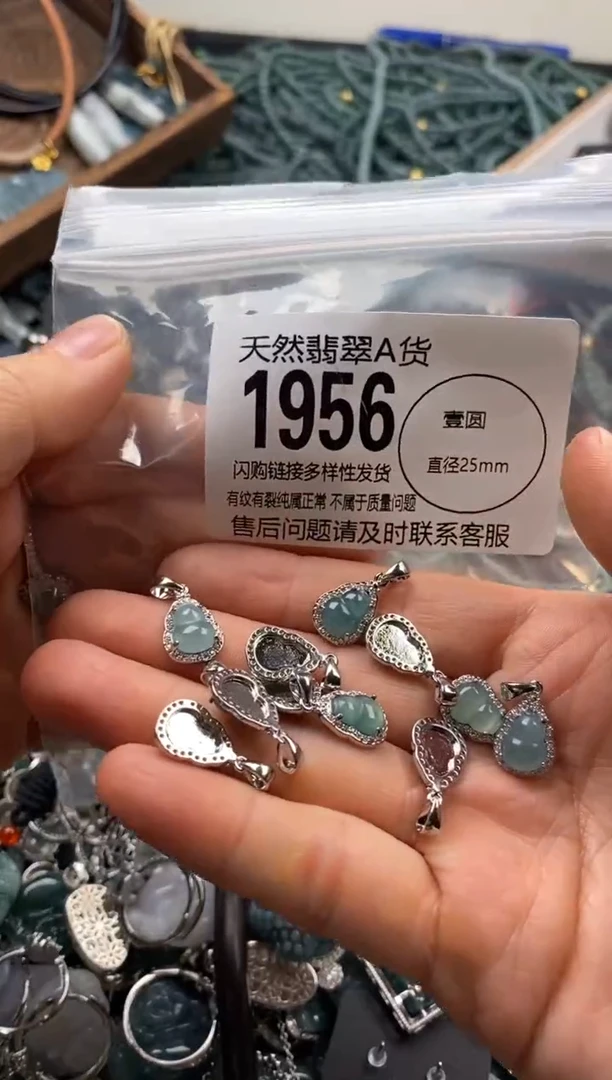 天然翡翠A货
1956
壹圆
直径25mm
闪购链接多样性发货
有纹有裂纯属正常 不属于质量问题
售后问题请及时联系客服